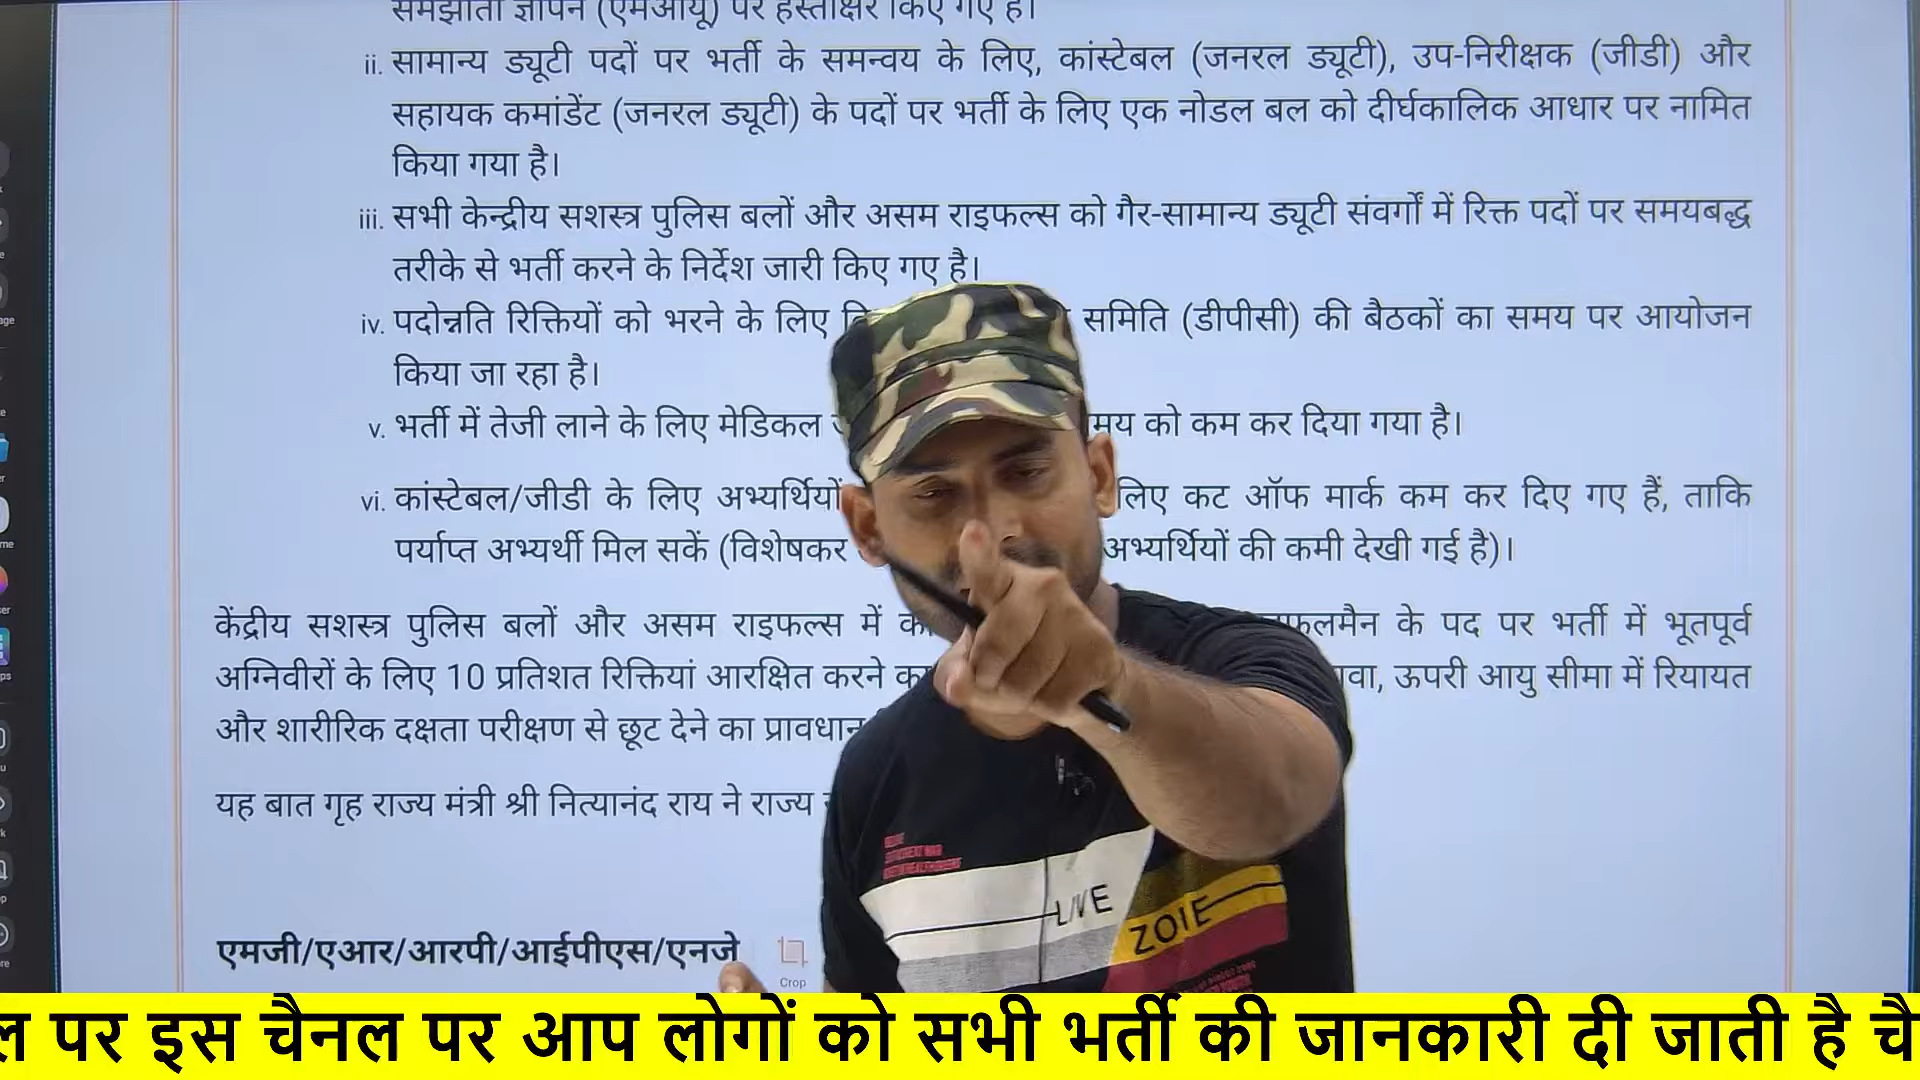 समझौता ज्ञापन (एमओयू) पर हस्ताक्षर किए गए हैं।
ii. सामान्य ड्यूटी पदों पर भर्ती के समन्वय के लिए, कांस्टेबल (जनरल ड्यूटी), उप-निरीक्षक (जीडी) और
सहायक कमांडेंट (जनरल ड्यूटी) के पदों पर भर्ती के लिए एक नोडल बल को दीर्घकालिक आधार पर नामित
किया गया है।
iii. सभी केन्द्रीय सशस्त्र पुलिस बलों और असम राइफल्स को गैर-सामान्य ड्यूटी संवर्गों में रिक्त पदों पर समयबद्ध
तरीके से भर्ती करने के निर्देश जारी किए गए है।
iv. पदोन्नति रिक्तियों को भरने के लिए समिति (डीपीसी) की बैठकों का समय पर आयोजन
किया जा रहा है।
v. भर्ती में तेजी लाने के लिए मेडिकल को कम कर दिया गया है।
vi. कांस्टेबल/जीडी के लिए अभ्यर्थियों लिए कट ऑफ मार्क कम कर दिए गए हैं, ताकि
पर्याप्त अभ्यर्थी मिल सकें (विशेषकर अभ्यर्थियों की कमी देखी गई है)।
केंद्रीय सशस्त्र पुलिस बलों और असम राइफल्स में के पद पर भर्ती में भूतपूर्व
अग्निवीरों के लिए 10 प्रतिशत रिक्तियां आरक्षित करने ऊपरी आयु सीमा में रियायत
और शारीरिक दक्षता परीक्षण से छूट देने का प्रावधान
यह बात गृह राज्य मंत्री श्री नित्यानंद राय ने राज्य
LIVE
ZOIE
एमजी/एआर/आरपी/आईपीएस/एनजे
Crop
पर इस चैनल पर आप लोगों को सभी भर्ती की जानकारी दी जाती है